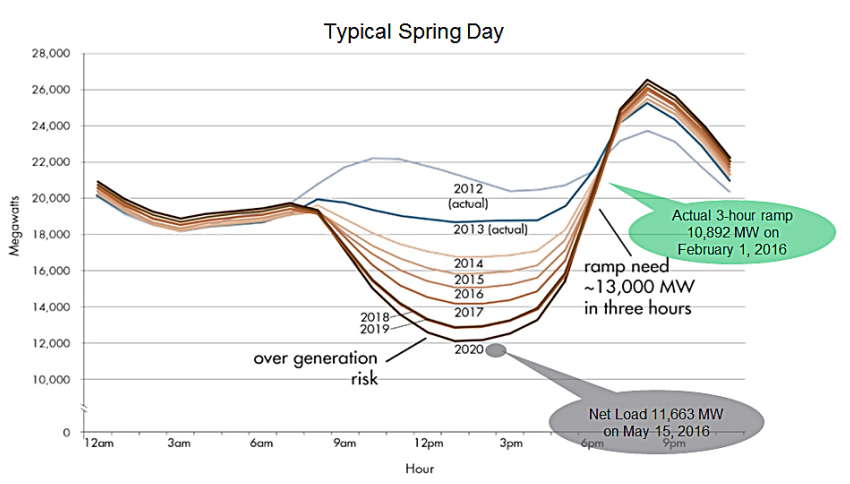 Typical Spring Day
28,000
26,000
24,000
22,000
20,000
18,000
16,000
14,000
12,000
10,000
0
Megawatts
2012
(actual)
2013 (actual)
2014
2015
2016
2017
2018
2019
2020
over generation
risk
ramp need
~13,000 MW
in three hours
Actual 3-hour ramp
10,892 MW on
February 1, 2016
Net Load 11,663 MW
on May 15, 2016
12am
3am
6am
9am
12pm
3pm
6pm
9pm
Hour